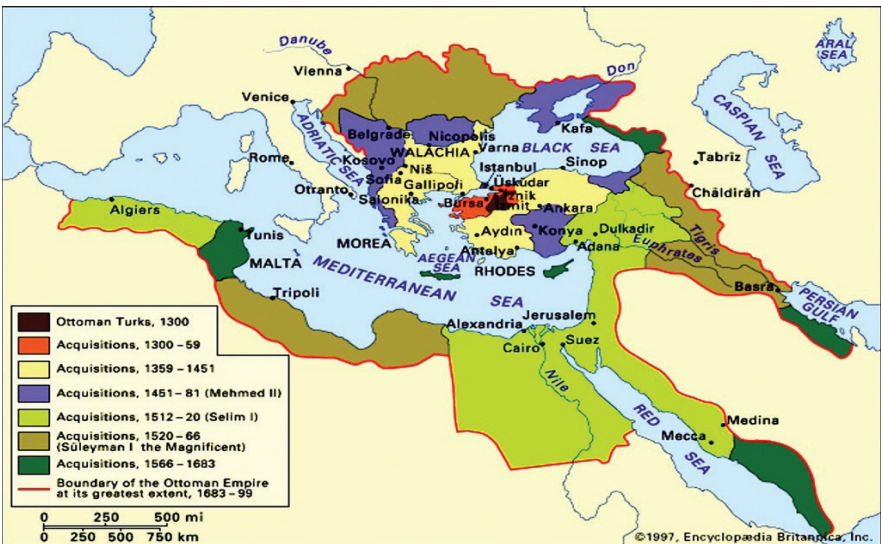 Danube
Vienna
Venice
ADRIATIC SEA
Rome
Otranto
Belgrade
Nicopolis
WALACHIA
Varna
Kosovo
Niš
Sofia
Gallipoli
Salonika
BLACK SEA
Kafa
Don
ARAL SEA
CASPIAN SEA
Sinop
Istanbul
Üsküdar
Bursa
Ankara
Tabriz
Chāldirān
Algiers
Tunis
MALTA
MOREA
AEGEAN SEA
Aydın
Konya
Antalya
Adana
Dulkadir
Euphrates
Tigris
Basra
PERSIAN GULF
RHODES
MEDITERRANEAN SEA
Tripoli
Alexandria
Jerusalem
Cairo
Suez
Nile
RED SEA
Medina
Mecca
Ottoman Turks, 1300
Acquisitions, 1300-59
Acquisitions, 1359-1451
Acquisitions, 1451-81 (Mehmed II)
Acquisitions, 1512-20 (Selim I)
Acquisitions, 1520-66
(Süleyman I the Magnificent)
Acquisitions, 1566-1683
Boundary of the Ottoman Empire
at its greatest extent, 1683-99
0 250 500 mi
0 250 500 750 km
©1997, Encyclopædia Britannica, Inc.